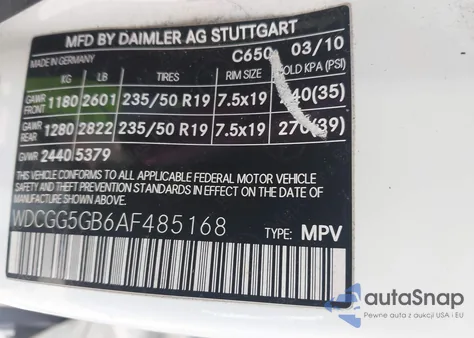 MFD BY DAIMLER AG STUTTGART
C650 03/10
KG LB TIRES RIM SIZE COLD KPA (PSI)
GAWR FRONT 1180 2601 235/50 R19 7.5x19 240(35)
GAWR REAR 1280 2822 235/50 R19 7.5x19 270(39)
GVWR 2440 5379
THIS VEHICLE CONFORMS TO ALL APPLICABLE FEDERAL MOTOR VEHICLE
SAFETY, BUMPER, AND THEFT PREVENTION STANDARDS IN EFFECT ON THE DATE OF
MANUFACTURE SHOWN ABOVE.
WDCGG5GB6AF485168 TYPE: MPV
autaSnap
Pewne auta z aukcji USA i EU